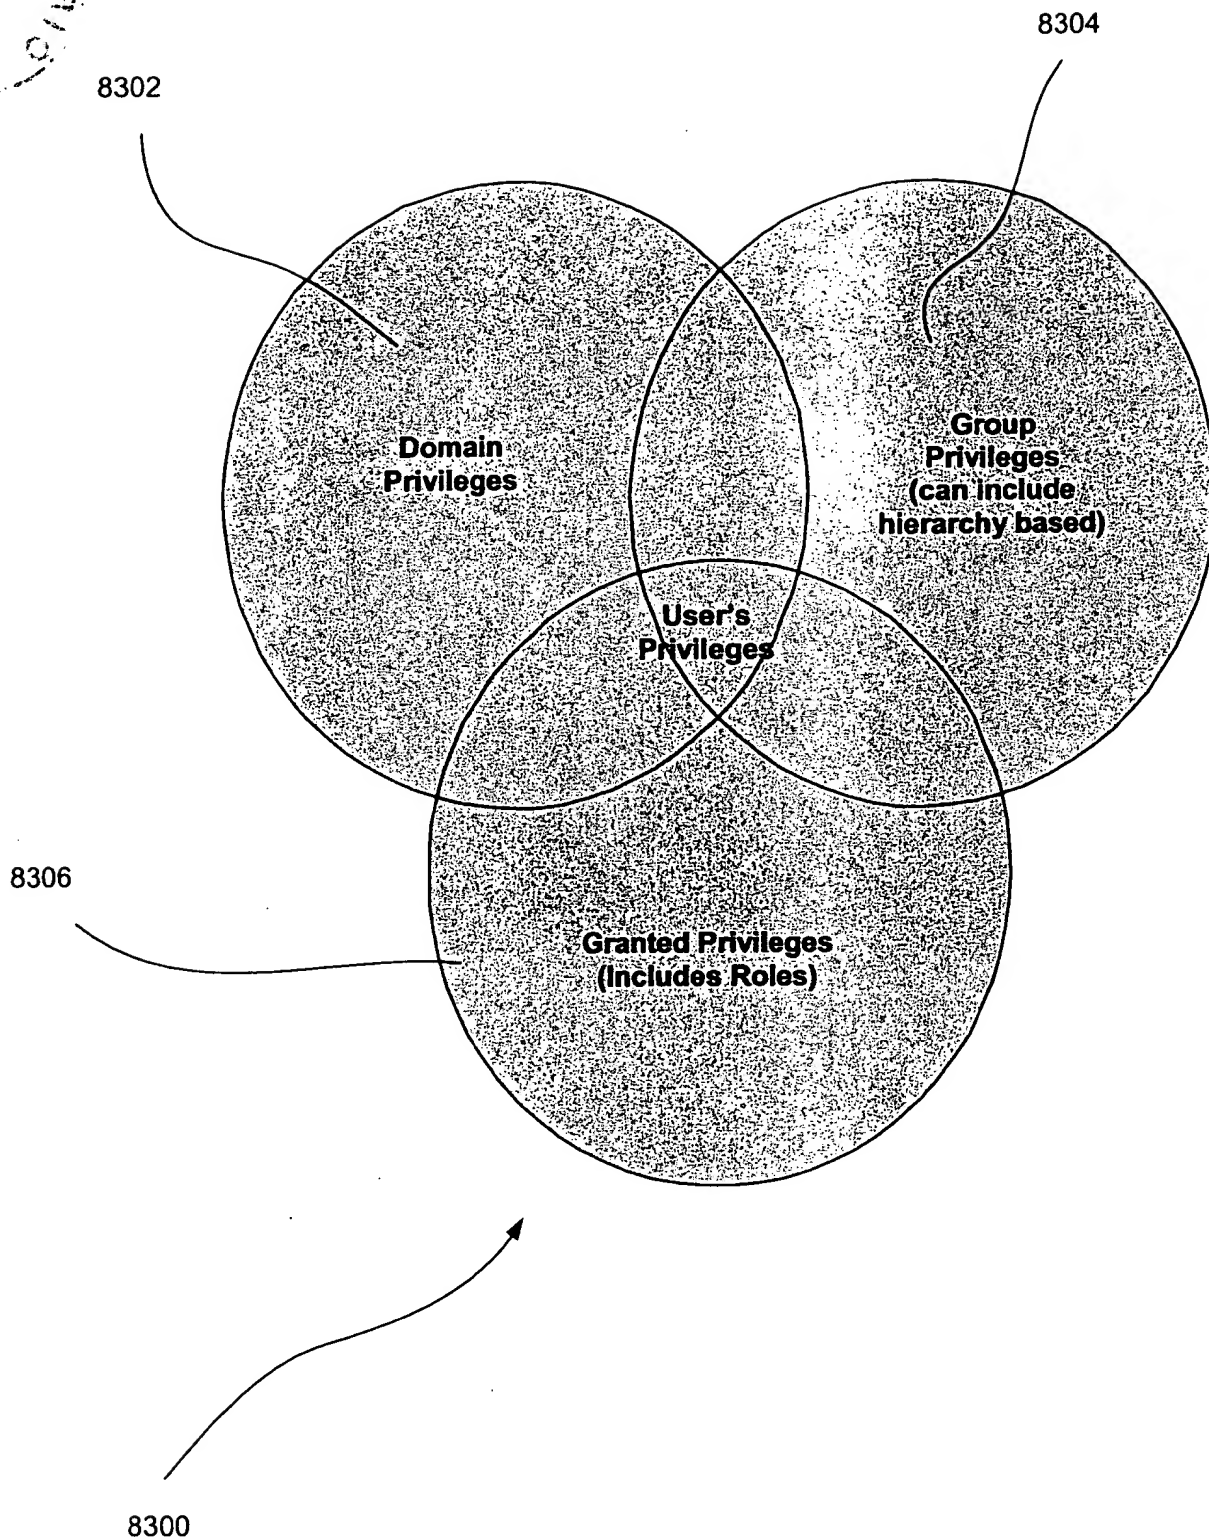 8304
8302
Domain
Privileges
Group
Privileges
(can include
hierarchy based)
User's
Privileges
8306
Granted Privileges
(Includes Roles)
8300